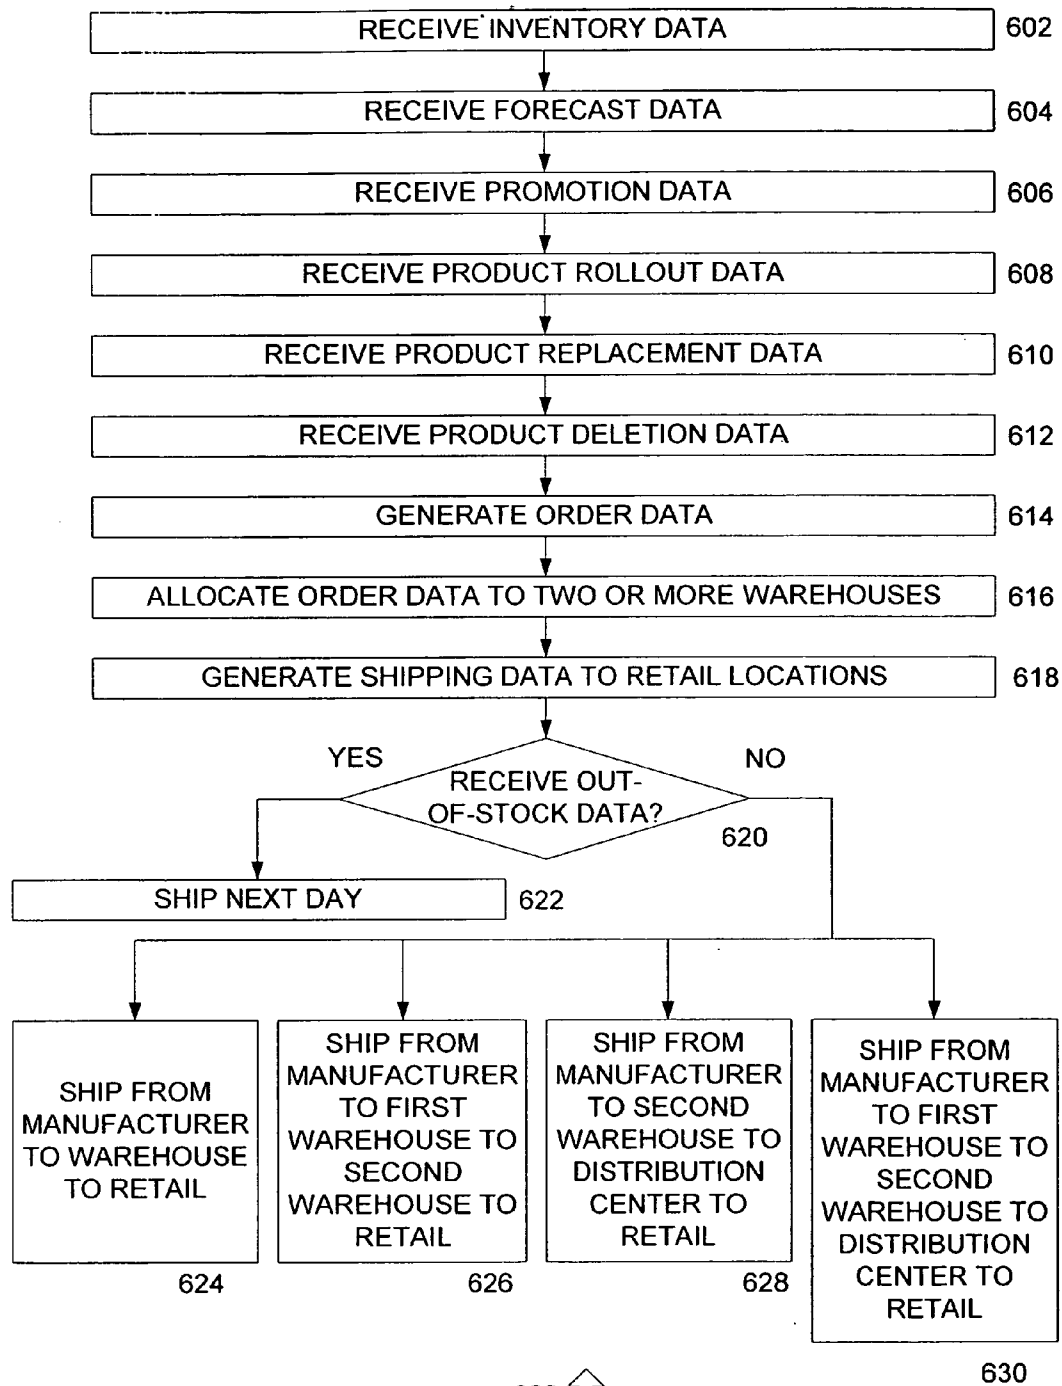 RECEIVE INVENTORY DATA 602
RECEIVE FORECAST DATA 604
RECEIVE PROMOTION DATA 606
RECEIVE PRODUCT ROLLOUT DATA 608
RECEIVE PRODUCT REPLACEMENT DATA 610
RECEIVE PRODUCT DELETION DATA 612
GENERATE ORDER DATA 614
ALLOCATE ORDER DATA TO TWO OR MORE WAREHOUSES 616
GENERATE SHIPPING DATA TO RETAIL LOCATIONS 618
YES
NO
RECEIVE OUT-
OF-STOCK DATA?
620
SHIP NEXT DAY 622
SHIP FROM
MANUFACTURER
TO WAREHOUSE
TO RETAIL
624
SHIP FROM
MANUFACTURER
TO FIRST
WAREHOUSE TO
SECOND
WAREHOUSE TO
RETAIL
626
SHIP FROM
MANUFACTURER
TO SECOND
WAREHOUSE TO
DISTRIBUTION
CENTER TO
RETAIL
628
SHIP FROM
MANUFACTURER
TO FIRST
WAREHOUSE TO
SECOND
WAREHOUSE TO
DISTRIBUTION
CENTER TO
RETAIL
630